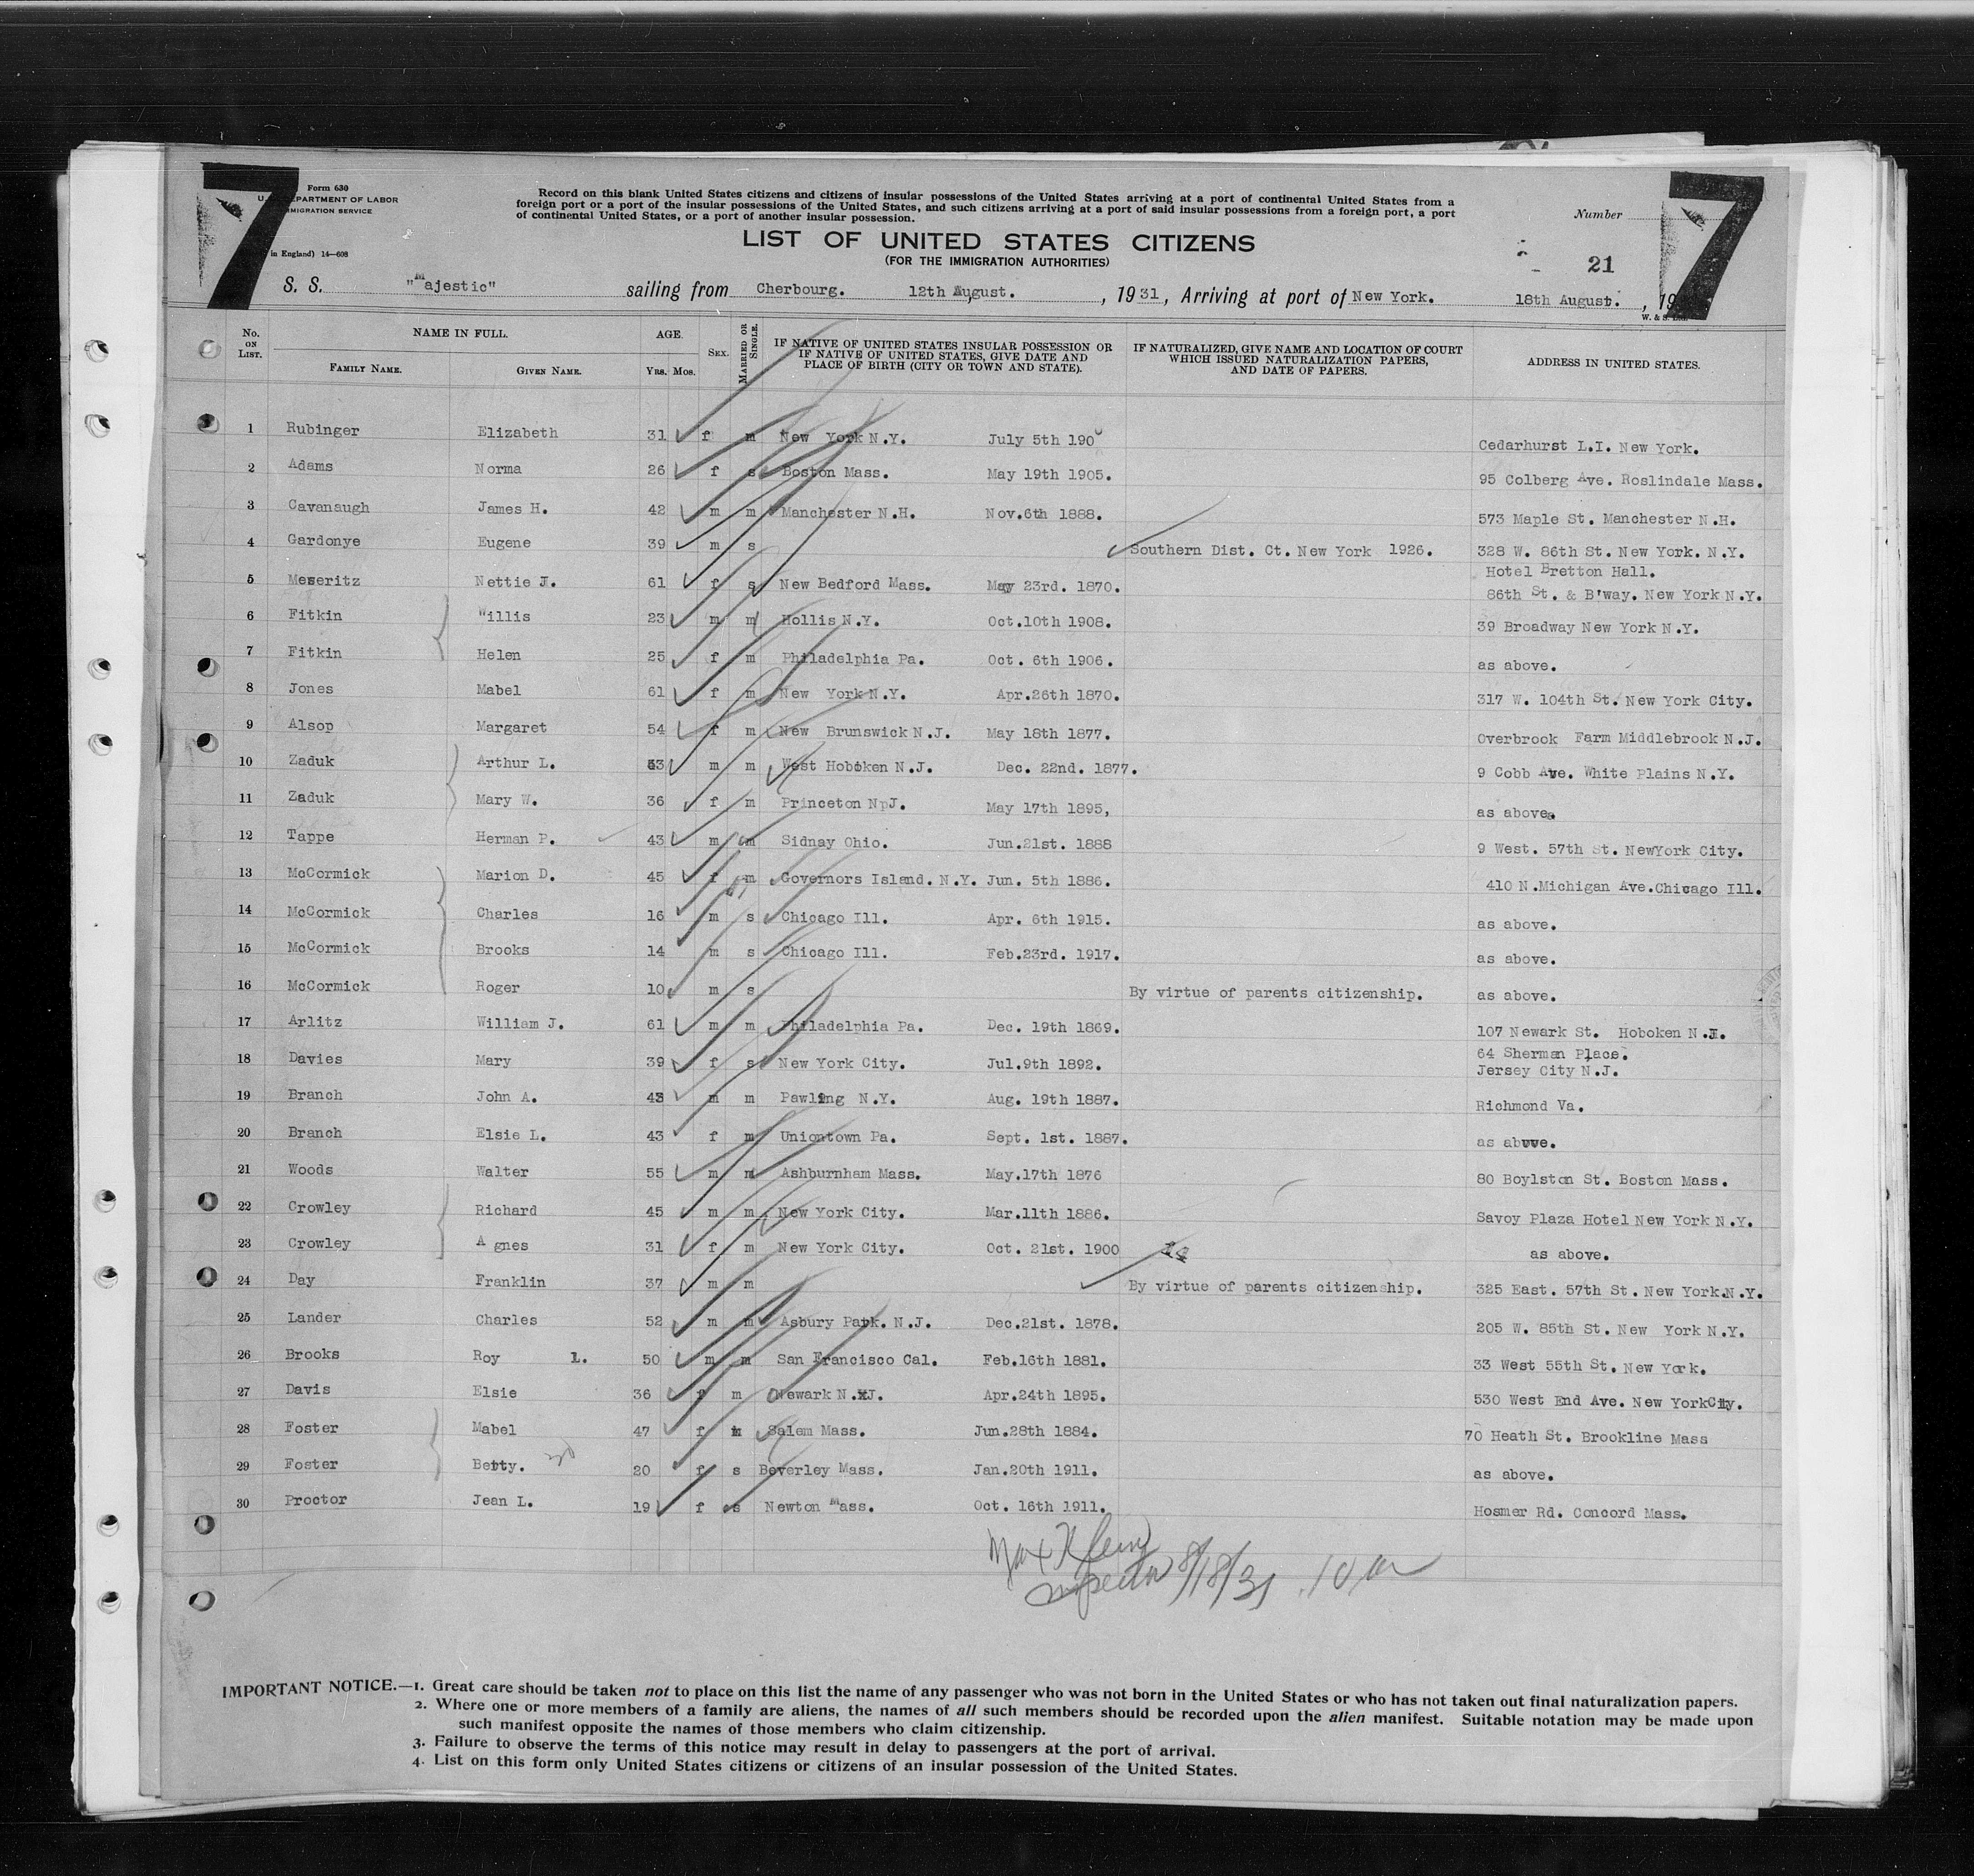 7
7
Form 630
U. S. DEPARTMENT OF LABOR
IMMIGRATION SERVICE
in England) 14—608
Record on this blank United States citizens and citizens of insular possessions of the United States arriving at a port of continental United States from a
foreign port or a port of the insular possessions of the United States, and such citizens arriving at a port of said insular possessions from a foreign port, a port
of continental United States, or a port of another insular possession.
Number
LIST OF UNITED STATES CITIZENS
(FOR THE IMMIGRATION AUTHORITIES)
21
S. S. "Majestic" sailing from Cherbourg. 12th August. , 1931, Arriving at port of New York. 18th August. , 19
W. & S. Ltd.
No. ON LIST. NAME IN FULL. AGE. SEX. MARRIED OR SINGLE. IF NATIVE OF UNITED STATES INSULAR POSSESSION OR IF NATIVE OF UNITED STATES, GIVE DATE AND PLACE OF BIRTH (CITY OR TOWN AND STATE). IF NATURALIZED, GIVE NAME AND LOCATION OF COURT WHICH ISSUED NATURALIZATION PAPERS, AND DATE OF PAPERS. ADDRESS IN UNITED STATES.
FAMILY NAME. GIVEN NAME. YRS. MOS.
1 Rubinger Elizabeth 31 f m New York N.Y. July 5th 1900 Cedarhurst L.I. New York.
2 Adams Norma 26 f s Boston Mass. May 19th 1905. 95 Colberg Ave. Roslindale Mass.
3 Cavanaugh James H. 42 m m Manchester N.H. Nov.6th 1888. 573 Maple St. Manchester N.H.
4 Gardonye Eugene 39 m s Southern Dist. Ct. New York 1926. 328 W. 86th St. New York. N.Y.
5 Meseritz Nettie J. 61 f s New Bedford Mass. May 23rd. 1870. Hotel Bretton Hall.
86th St. & B'way. New York N.Y.
6 Fitkin Willis 23 m m Hollis N.Y. Oct.10th 1908. 39 Broadway New York N.Y.
7 Fitkin Helen 25 f m Philadelphia Pa. Oct. 6th 1906. as above.
8 Jones Mabel 61 f m New York N.Y. Apr.26th 1870. 317 W. 104th St. New York City.
9 Alsop Margaret 54 f m New Brunswick N.J. May 18th 1877. Overbrook Farm Middlebrook N.J.
10 Zaduk Arthur L. 53 m m West Hoboken N.J. Dec. 22nd. 1877. 9 Cobb Ave. White Plains N.Y.
11 Zaduk Mary W. 36 f m Princeton NpJ. May 17th 1895, as above.
12 Tappe Herman P. 43 m m Sidnay Ohio. Jun.21st. 1888 9 West. 57th St. NewYork City.
13 McCormick Marion D. 45 f m Governors Island. N.Y. Jun. 5th 1886. 410 N.Michigan Ave.Chicago Ill.
14 McCormick Charles 16 m s Chicago Ill. Apr. 6th 1915. as above.
15 McCormick Brooks 14 m s Chicago Ill. Feb.23rd. 1917. as above.
16 McCormick Roger 10 m s By virtue of parents citizenship. as above.
17 Arlitz William J. 61 m m Philadelphia Pa. Dec. 19th 1869. 107 Newark St. Hoboken N.J.
18 Davies Mary 39 f s New York City. Jul.9th 1892. 64 Sherman Place.
Jersey City N.J.
19 Branch John A. 43 m m Pawling N.Y. Aug. 19th 1887. Richmond Va.
20 Branch Elsie L. 43 f m Uniontown Pa. Sept. 1st. 1887. as above.
21 Woods Walter 55 m m Ashburnham Mass. May.17th 1876 80 Boylston St. Boston Mass.
22 Crowley Richard 45 m m New York City. Mar.11th 1886. Savoy Plaza Hotel New York N.Y.
23 Crowley Agnes 31 f m New York City. Oct. 21st. 1900 as above.
24 Day Franklin 37 m m By virtue of parents citizenship. 325 East. 57th St. New York.N.Y.
25 Lander Charles 52 m m Asbury Park. N.J. Dec.21st. 1878. 205 W. 85th St. New York N.Y.
26 Brooks Roy L. 50 m m San Francisco Cal. Feb.16th 1881. 33 West 55th St. New York.
27 Davis Elsie 36 f m Newark N.J. Apr.24th 1895. 530 West End Ave. New YorkCity.
28 Foster Mabel 47 f m Salem Mass. Jun.28th 1884. 70 Heath St. Brookline Mass
29 Foster Betty. 20 f s Beverley Mass. Jan.20th 1911. as above.
30 Proctor Jean L. 19 f s Newton Mass. Oct. 16th 1911. Hosmer Rd. Concord Mass.
Max Klein
Inspector 8/18/31 10 am
IMPORTANT NOTICE.—1. Great care should be taken not to place on this list the name of any passenger who was not born in the United States or who has not taken out final naturalization papers.
2. Where one or more members of a family are aliens, the names of all such members should be recorded upon the alien manifest. Suitable notation may be made upon
such manifest opposite the names of those members who claim citizenship.
3. Failure to observe the terms of this notice may result in delay to passengers at the port of arrival.
4. List on this form only United States citizens or citizens of an insular possession of the United States.